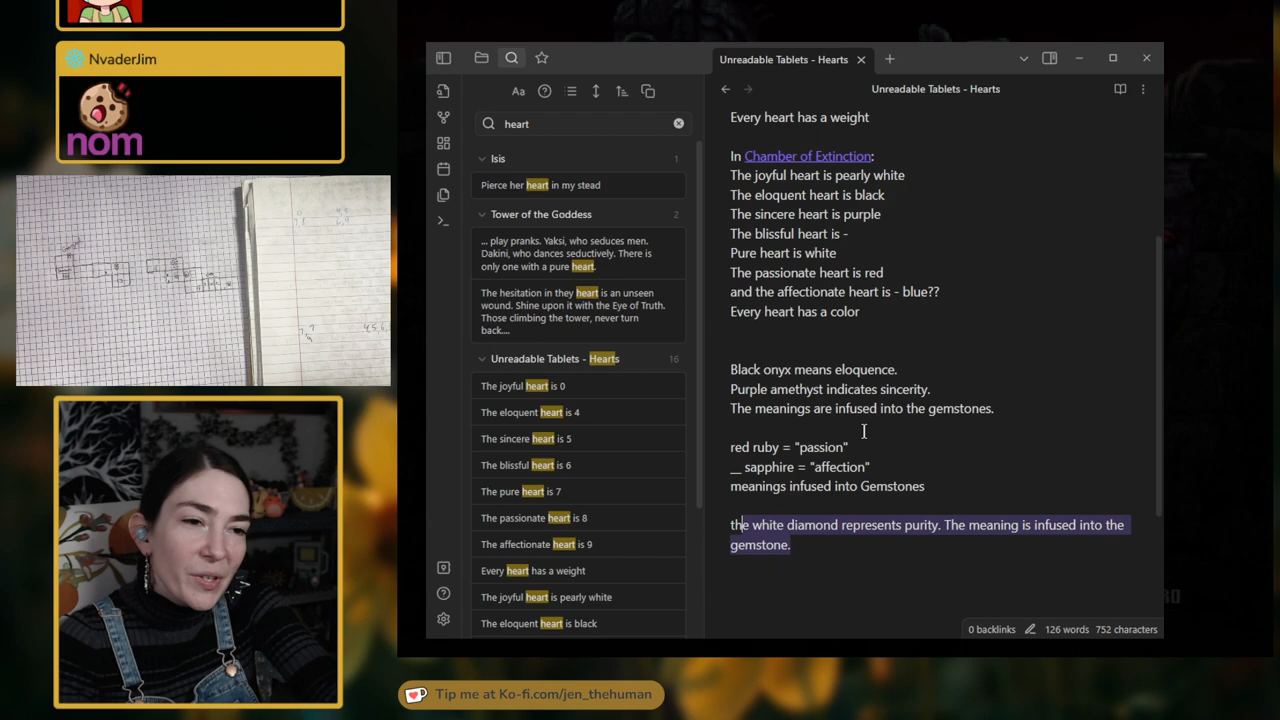 NvaderJim
nom
Unreadable Tablets - Hearts
Unreadable Tablets - Hearts
Aa
heart
Isis
1
Pierce her heart in my stead
Tower of the Goddess
2
... play pranks. Yaksi, who seduces men.
Dakini, who dances seductively. There is
only one with a pure heart.
The hesitation in they heart is an unseen
wound. Shine upon it with the Eye of Truth.
Those climbing the tower, never turn
back....
Unreadable Tablets - Hearts
16
The joyful heart is 0
The eloquent heart is 4
The sincere heart is 5
The blissful heart is 6
The pure heart is 7
The passionate heart is 8
The affectionate heart is 9
Every heart has a weight
The joyful heart is pearly white
The eloquent heart is black
Every heart has a weight
In Chamber of Extinction:
The joyful heart is pearly white
The eloquent heart is black
The sincere heart is purple
The blissful heart is -
Pure heart is white
The passionate heart is red
and the affectionate heart is - blue??
Every heart has a color
Black onyx means eloquence.
Purple amethyst indicates sincerity.
The meanings are infused into the gemstones.
red ruby = "passion"
__ sapphire = "affection"
meanings infused into Gemstones
the white diamond represents purity. The meaning is infused into the
gemstone.
0 backlinks
126 words
752 characters
Tip me at Ko-fi.com/jen_thehuman